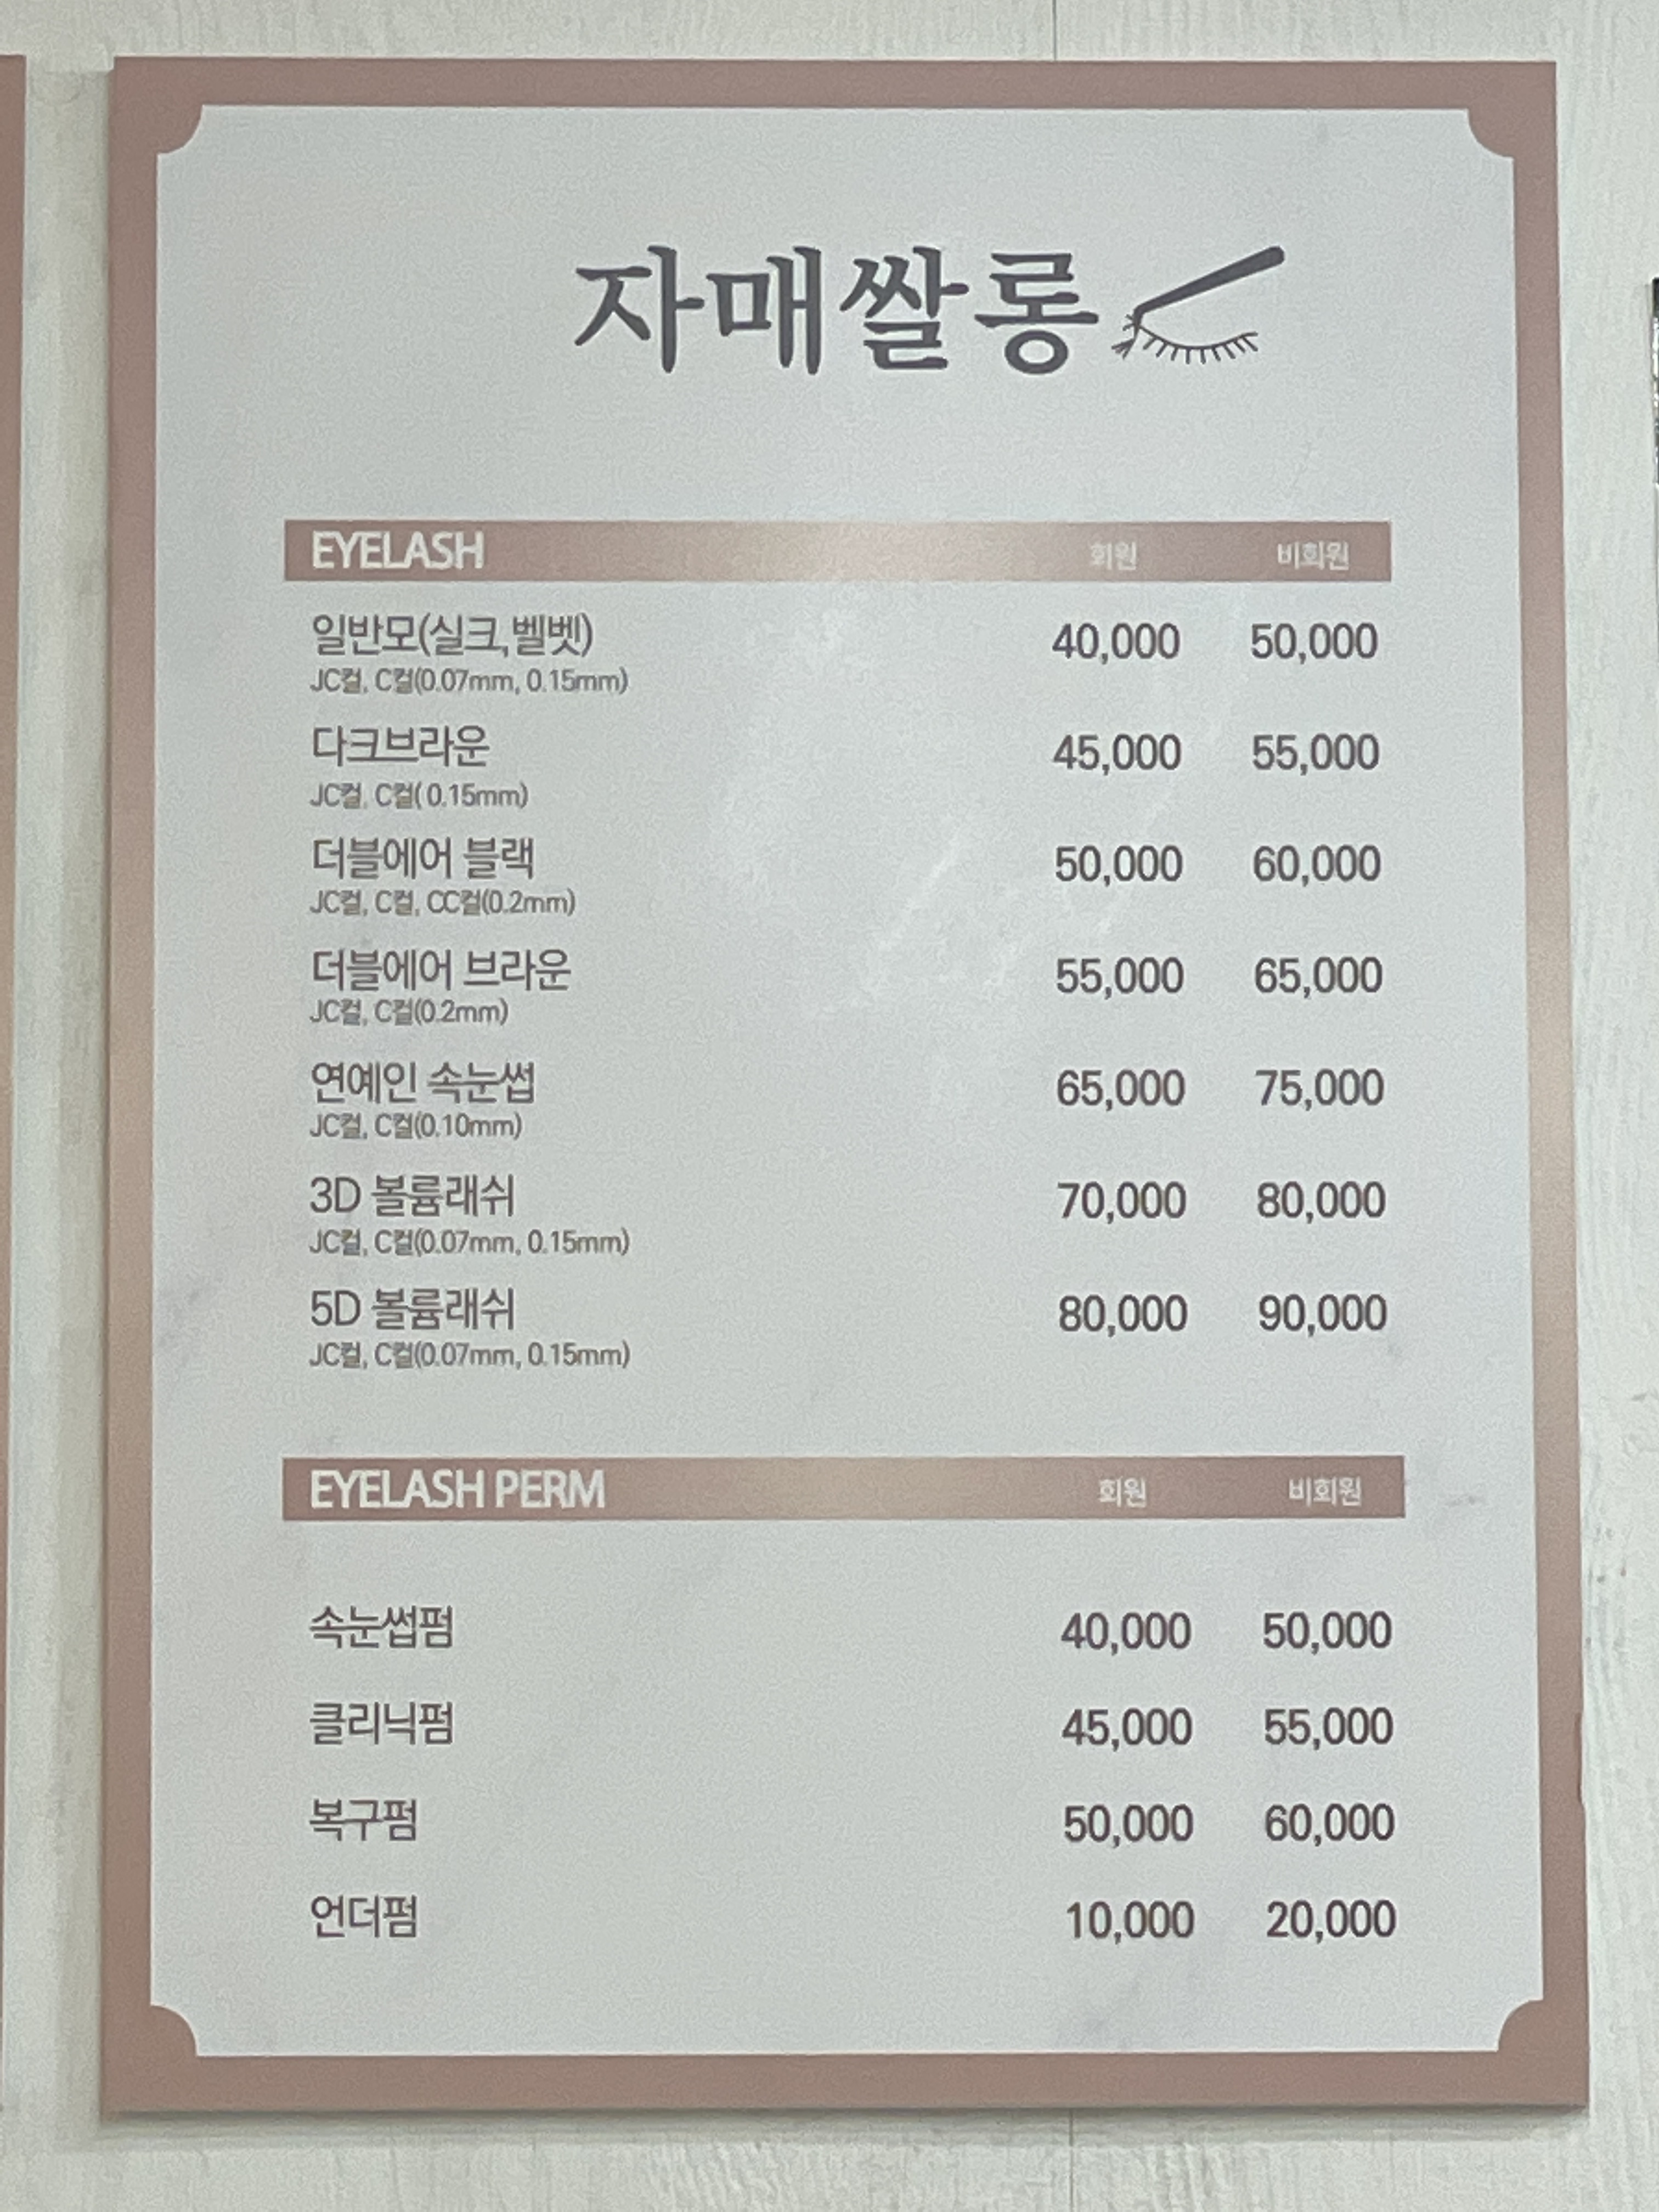 자매쌀롱
EYELASH 회원 비회원
일반모(실크,벨벳) 40,000 50,000
JC컬, C컬(0.07mm, 0.15mm)
다크브라운 45,000 55,000
JC컬, C컬( 0.15mm)
더블에어 블랙 50,000 60,000
JC컬, C컬, CC컬(0.2mm)
더블에어 브라운 55,000 65,000
JC컬, C컬(0.2mm)
연예인 속눈썹 65,000 75,000
JC컬, C컬(0.10mm)
3D 볼륨래쉬 70,000 80,000
JC컬, C컬(0.07mm, 0.15mm)
5D 볼륨래쉬 80,000 90,000
JC컬, C컬(0.07mm, 0.15mm)
EYELASH PERM 회원 비회원
속눈썹펌 40,000 50,000
클리닉펌 45,000 55,000
복구펌 50,000 60,000
언더펌 10,000 20,000